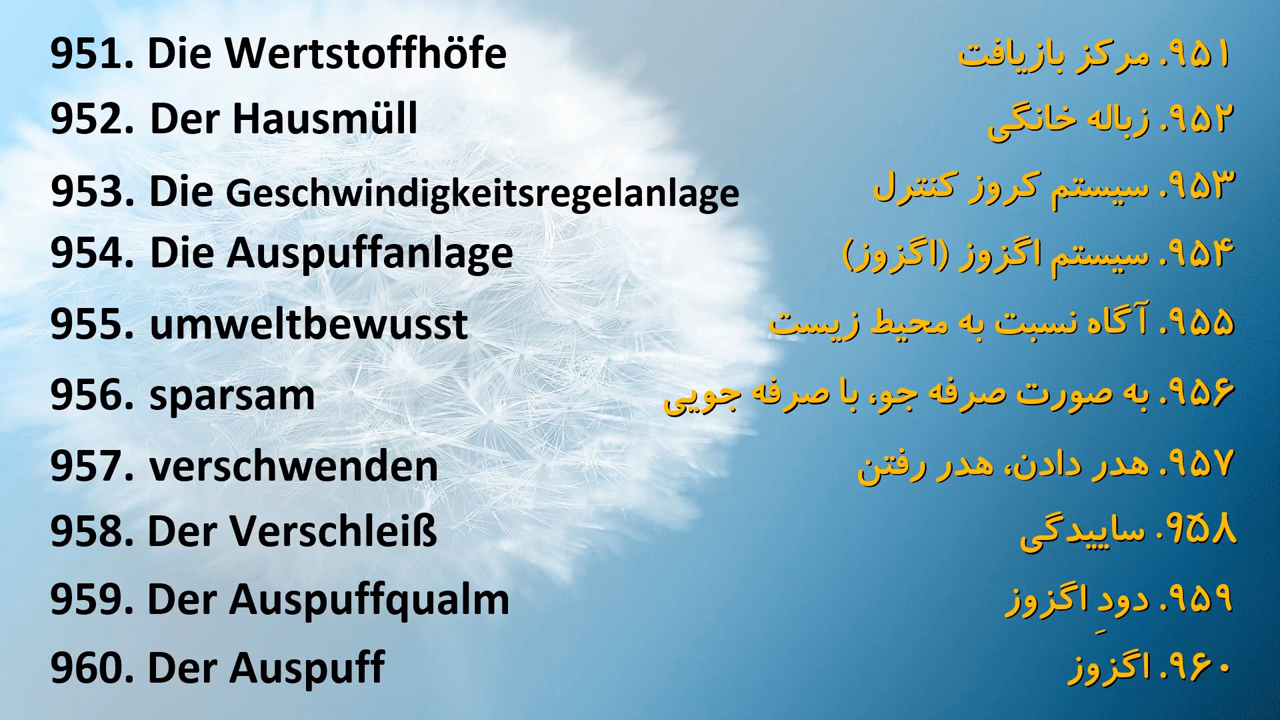 951. Die Wertstoffhöfe ۹۵۱. مرکز بازیافت
952. Der Hausmüll ۹۵۲. زباله خانگی
953. Die Geschwindigkeitsregelanlage ۹۵۳. سیستم کروز کنترل
954. Die Auspuffanlage ۹۵۴. سیستم اگزوز (اگزوز)
955. umweltbewusst ۹۵۵. آگاه نسبت به محیط زیست
956. sparsam ۹۵۶. به صورت صرفه جو، با صرفه جویی
957. verschwenden ۹۵۷. هدر دادن، هدر رفتن
958. Der Verschleiß ۹۵۸. ساییدگی
959. Der Auspuffqualm ۹۵۹. دودِ اگزوز
960. Der Auspuff ۹۶۰. اگزوز